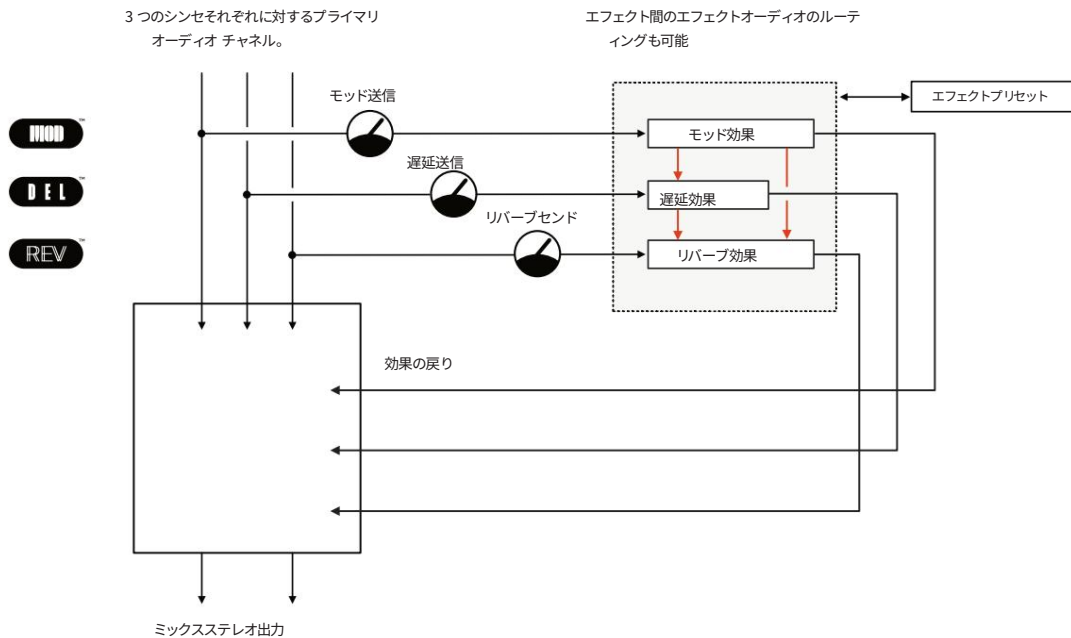 3 つのシンセそれぞれに対するプライマリ
オーディオ チャネル。
エフェクト間のエフェクトオーディオのルーテ
ィングも可能
モッド送信
エフェクトプリセット
MOD™
モッド効果
遅延送信
DEL™
遅延効果
リバーブセンド
REV™
リバーブ効果
効果の戻り
ミックスステレオ出力